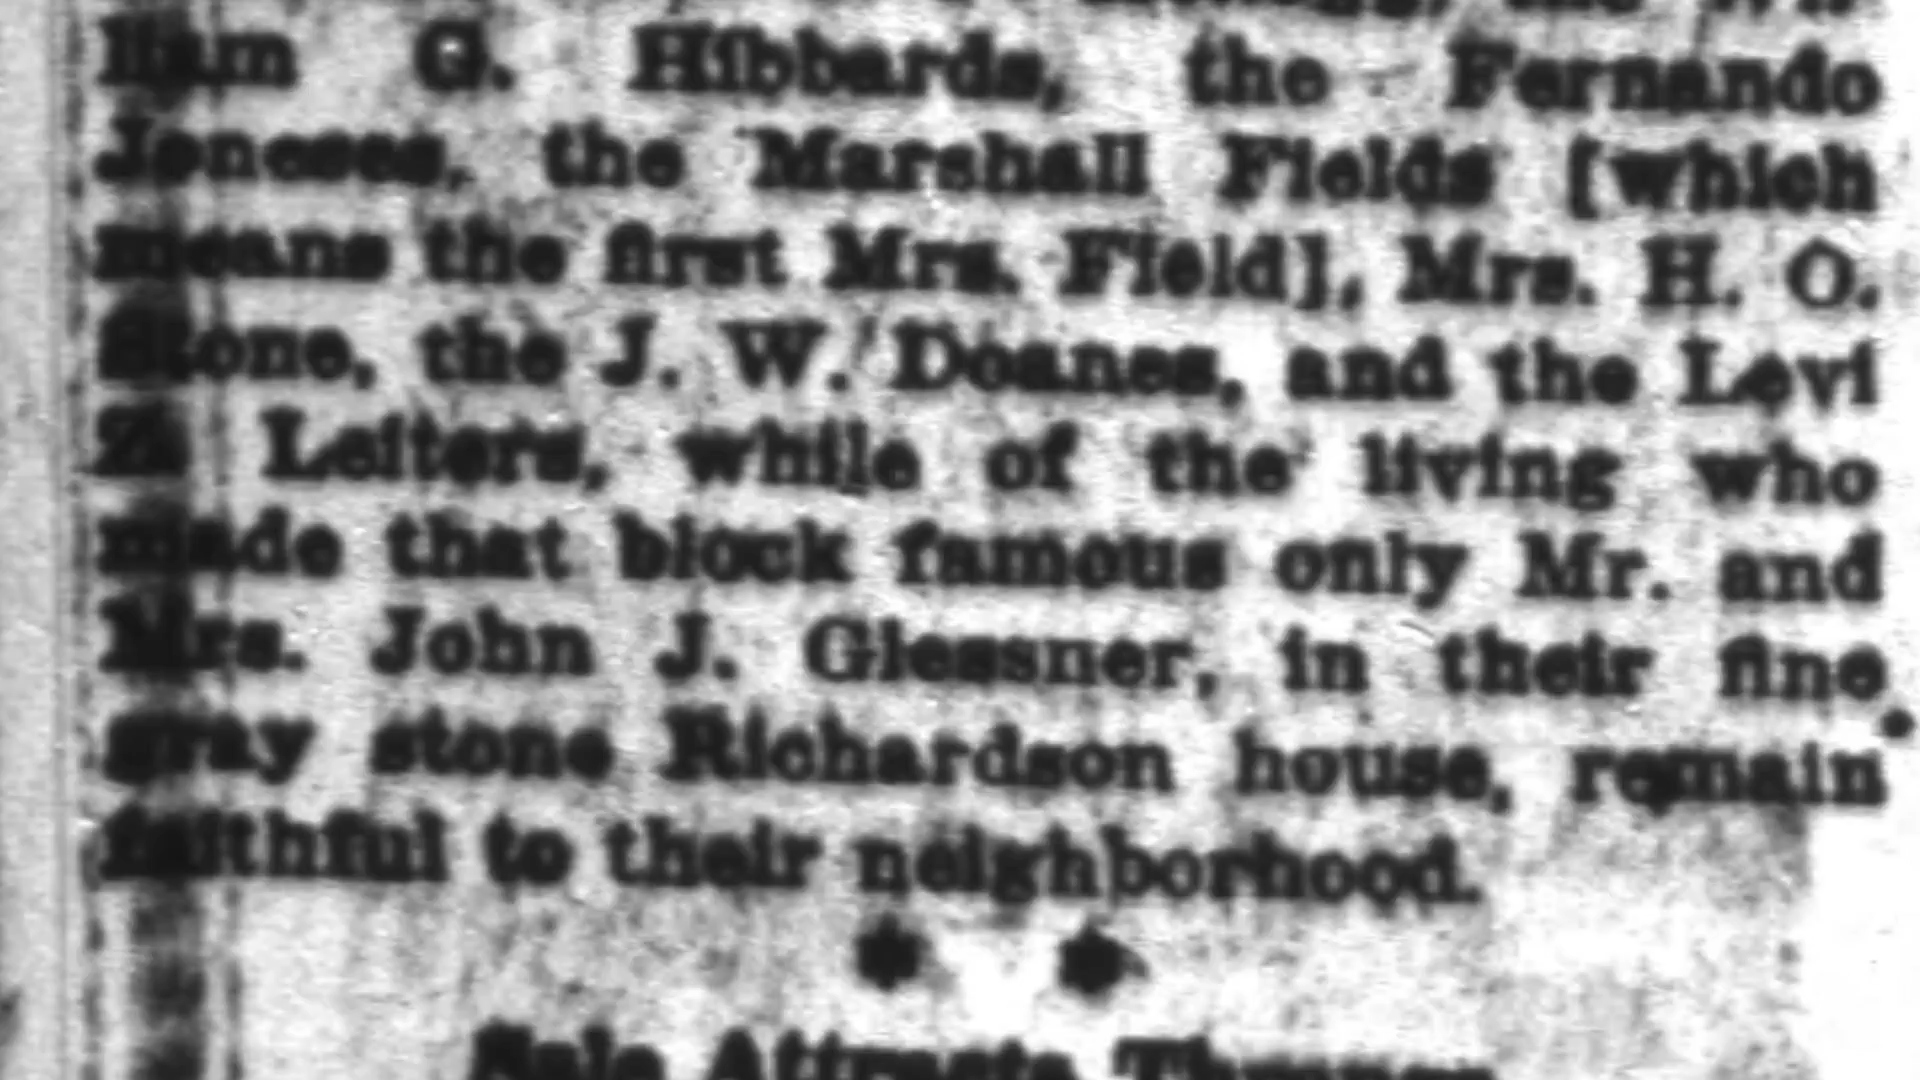 liam G. Hibbards, the Fernando
Joneses, the Marshall Fields [which
means the first Mrs. Field], Mrs. H. O.
Stone, the J. W. Doanes, and the Levi
Z. Leiters, while of the living who
made that block famous only Mr. and
Mrs. John J. Glessner, in their fine
gray stone Richardson house, remain
faithful to their neighborhood.
Sale Attracts